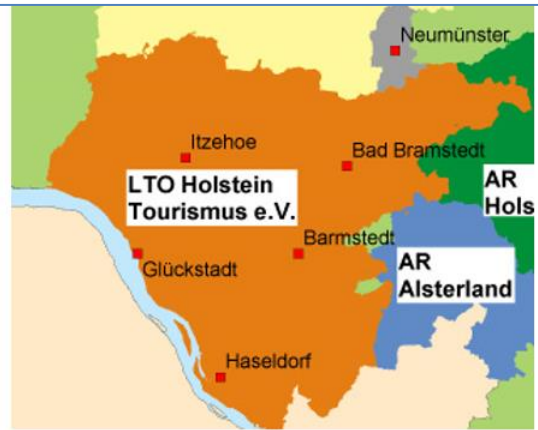 Neumünster
Itzehoe
Bad Bramstedt
LTO Holstein
Tourismus e.V.
AR
Hols
Barmstedt
Glückstadt
AR
Alsterland
Haseldorf